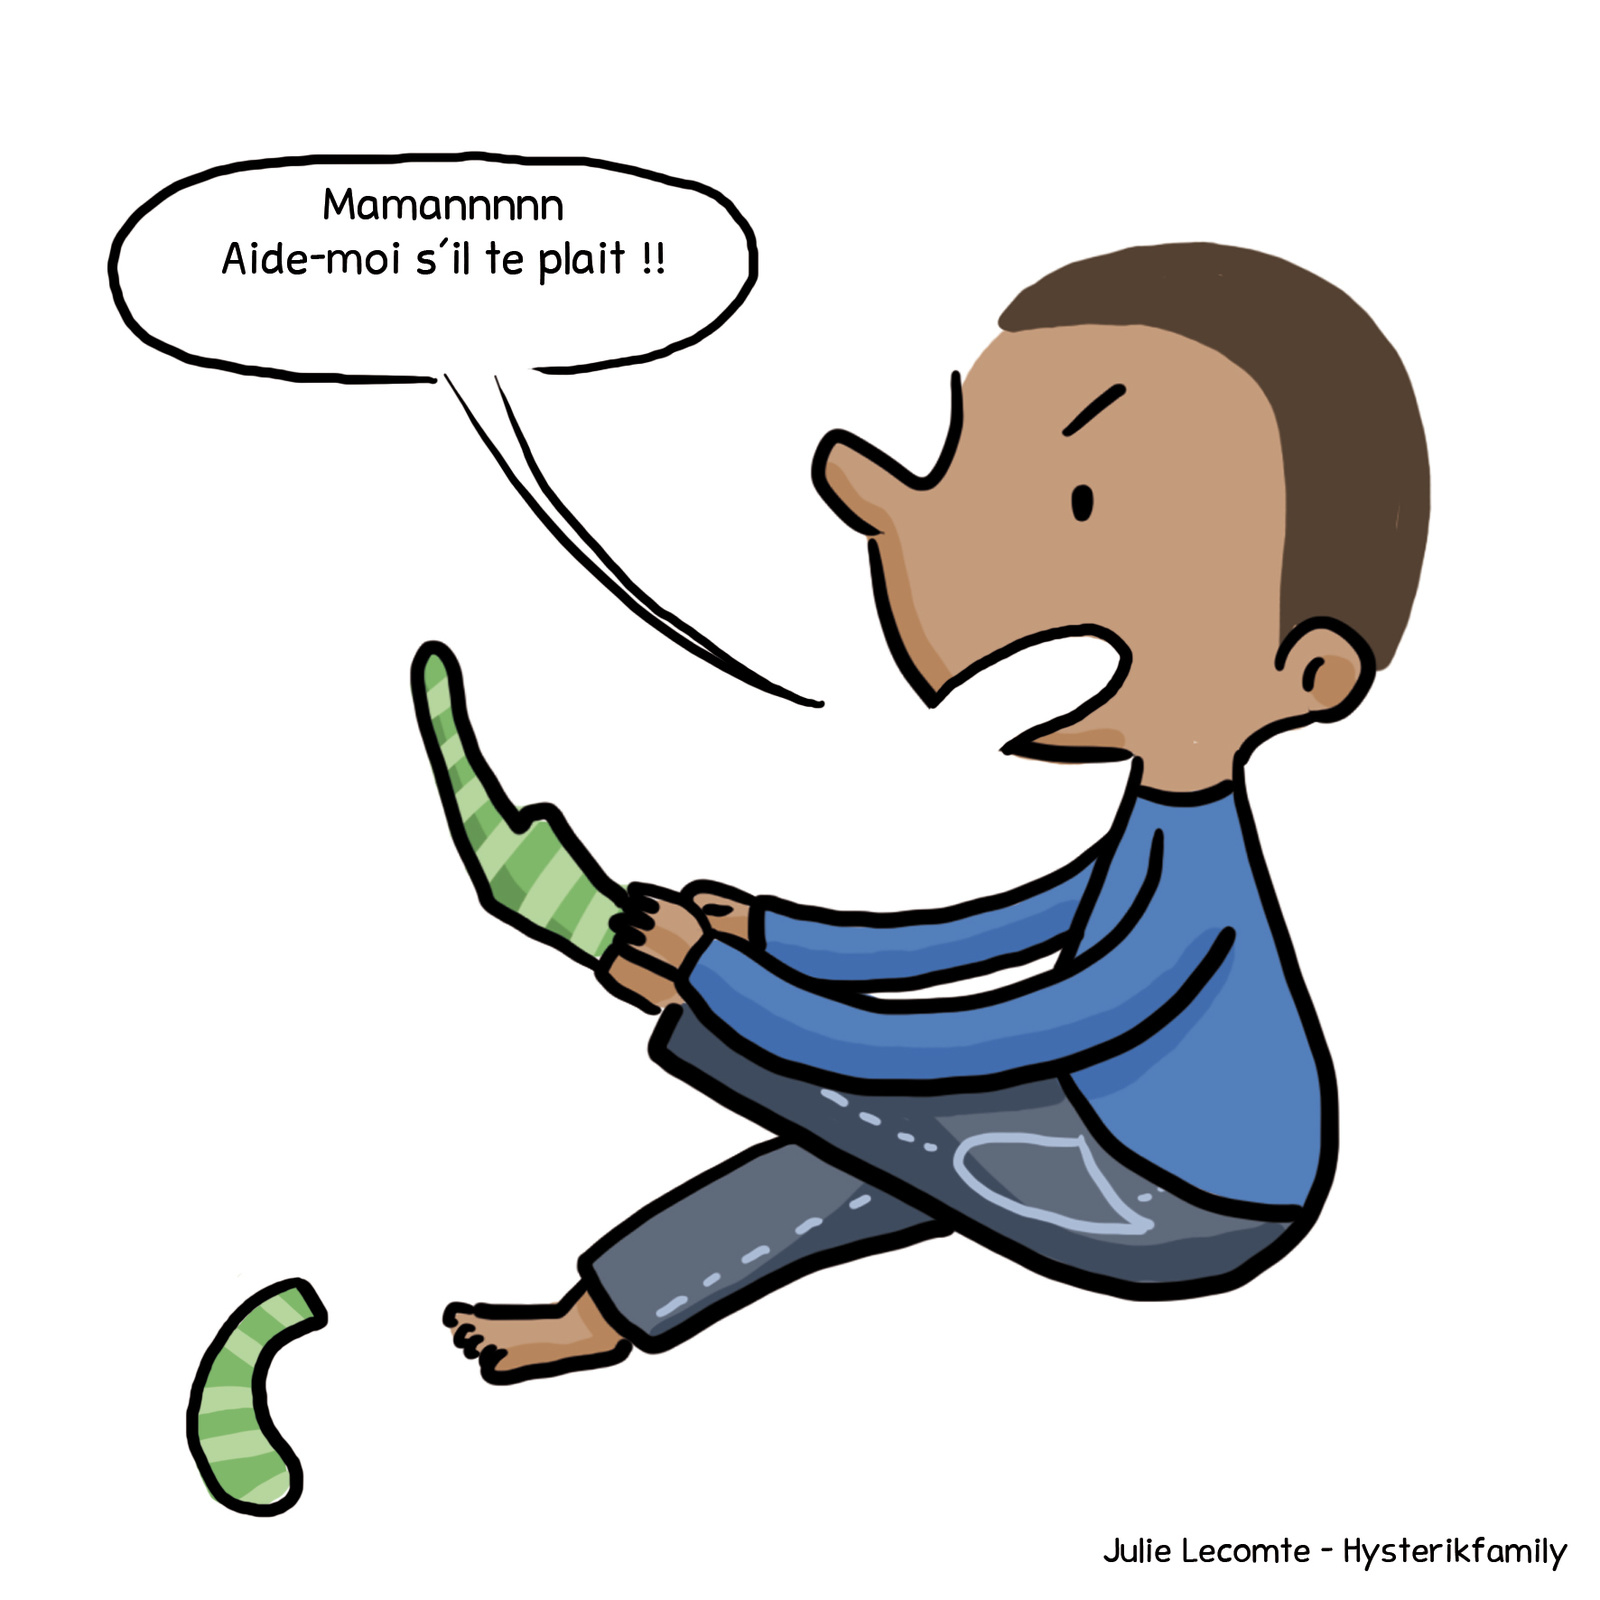 Mamannnnn
Aide-moi s'il te plait !!
Julie Lecomte - Hysterikfamily